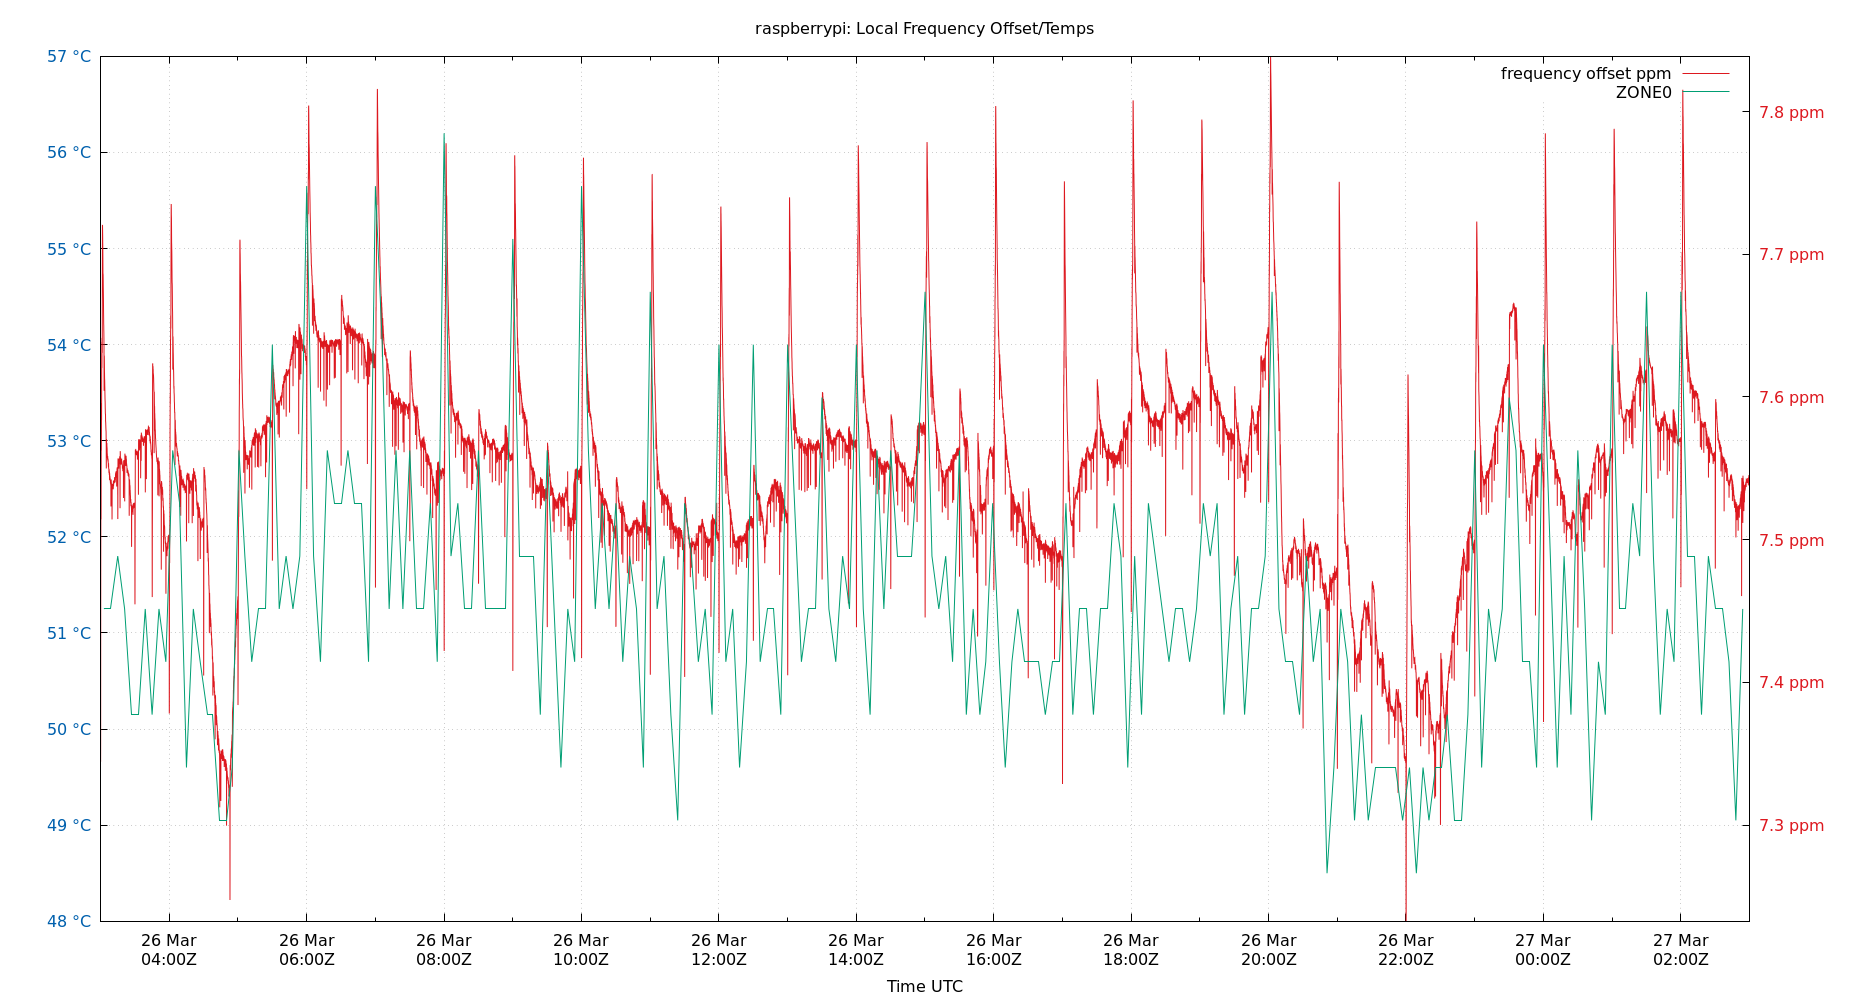 raspberrypi: Local Frequency Offset/Temps
frequency offset ppm
ZONE0
57 °C
56 °C
55 °C
54 °C
53 °C
52 °C
51 °C
50 °C
49 °C
48 °C
7.8 ppm
7.7 ppm
7.6 ppm
7.5 ppm
7.4 ppm
7.3 ppm
26 Mar
04:00Z
26 Mar
06:00Z
26 Mar
08:00Z
26 Mar
10:00Z
26 Mar
12:00Z
26 Mar
14:00Z
26 Mar
16:00Z
26 Mar
18:00Z
26 Mar
20:00Z
26 Mar
22:00Z
27 Mar
00:00Z
27 Mar
02:00Z
Time UTC